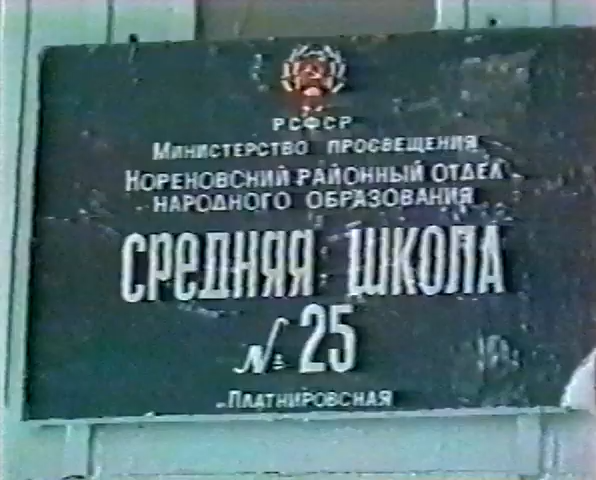 РСФСР
Министерство просвещения
Кореновский районный отдел
народного образования
СРЕДНЯЯ ШКОЛА
№ 25
Платнировская